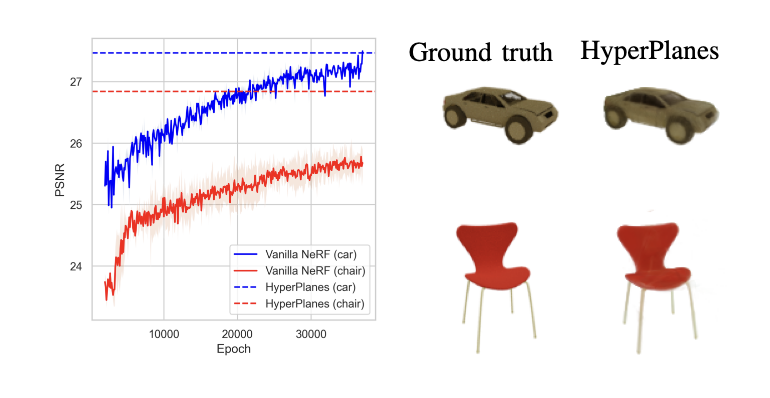 Ground truth
HyperPlanes
PSNR
27
26
25
24
10000
20000
30000
Epoch
Vanilla NeRF (car)
Vanilla NeRF (chair)
HyperPlanes (car)
HyperPlanes (chair)